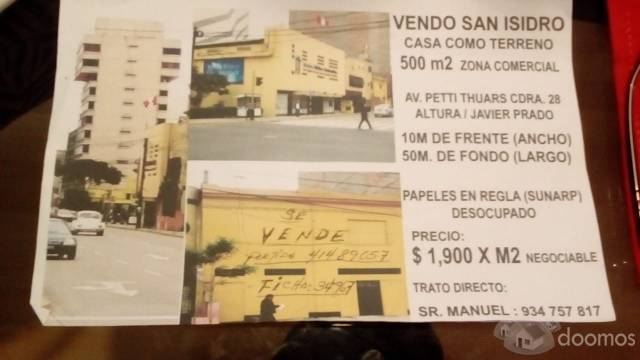 VENDO SAN ISIDRO
CASA COMO TERRENO
500 m2 ZONA COMERCIAL
AV. PETTI THUARS CDRA. 28
ALTURA / JAVIER PRADO
10M DE FRENTE (ANCHO)
50M. DE FONDO (LARGO)
PAPELES EN REGLA (SUNARP)
DESOCUPADO
PRECIO:
$ 1,900 X M2 NEGOCIABLE
TRATO DIRECTO:
SR. MANUEL : 934 757 817
SE
VENDE
41489057
FICHA: 34967
doomos